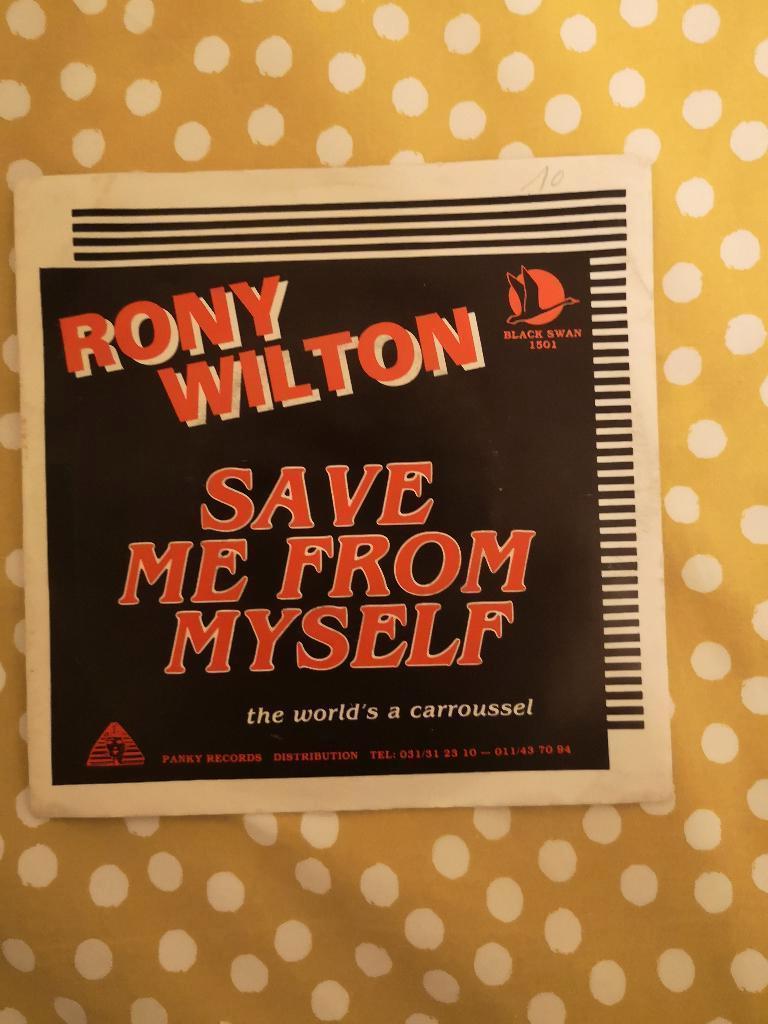 10
RONY
WILTON
BLACK SWAN
1501
SAVE
ME FROM
MYSELF
the world's a carroussel
PANKY RECORDS DISTRIBUTION TEL: 031/31 23 10 — 011/43 70 94